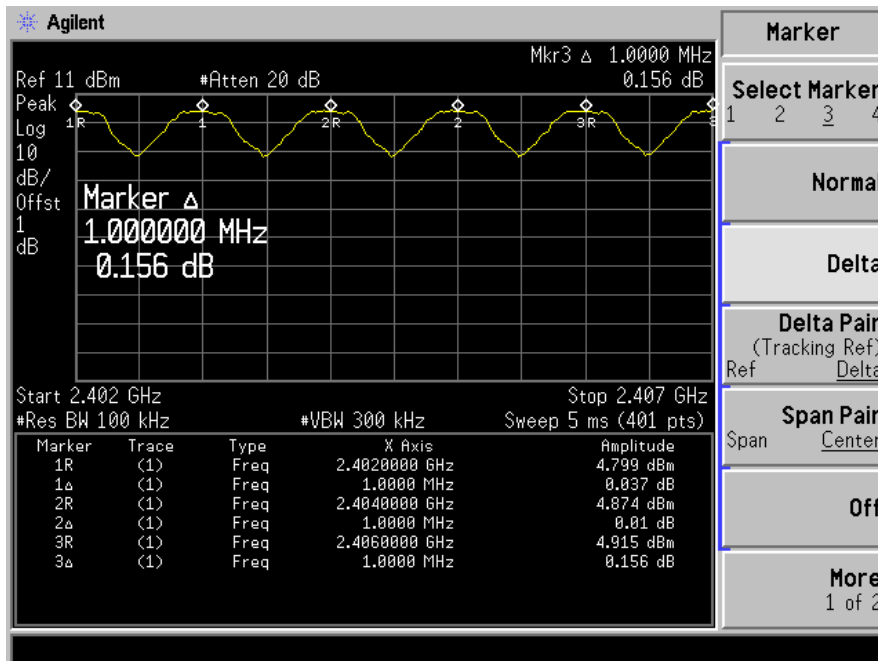 Agilent
Marker
Mkr3 Δ 1.0000 MHz
Ref 11 dBm #Atten 20 dB 0.156 dB
Peak
Log
10
dB/
Offst
1
dB
1R 1 2R 2 3R 3
Marker Δ
1.000000 MHz
0.156 dB
Start 2.402 GHz Stop 2.407 GHz
#Res BW 100 kHz #VBW 300 kHz Sweep 5 ms (401 pts)
Marker Trace Type X Axis Amplitude
1R (1) Freq 2.4020000 GHz 4.799 dBm
1Δ (1) Freq 1.0000 MHz 0.037 dB
2R (1) Freq 2.4040000 GHz 4.874 dBm
2Δ (1) Freq 1.0000 MHz 0.01 dB
3R (1) Freq 2.4060000 GHz 4.915 dBm
3Δ (1) Freq 1.0000 MHz 0.156 dB
Select Marker
1 2 3 4
Normal
Delta
Delta Pair
(Tracking Ref)
Ref Delta
Span Pair
Span Center
Off
More
1 of 2